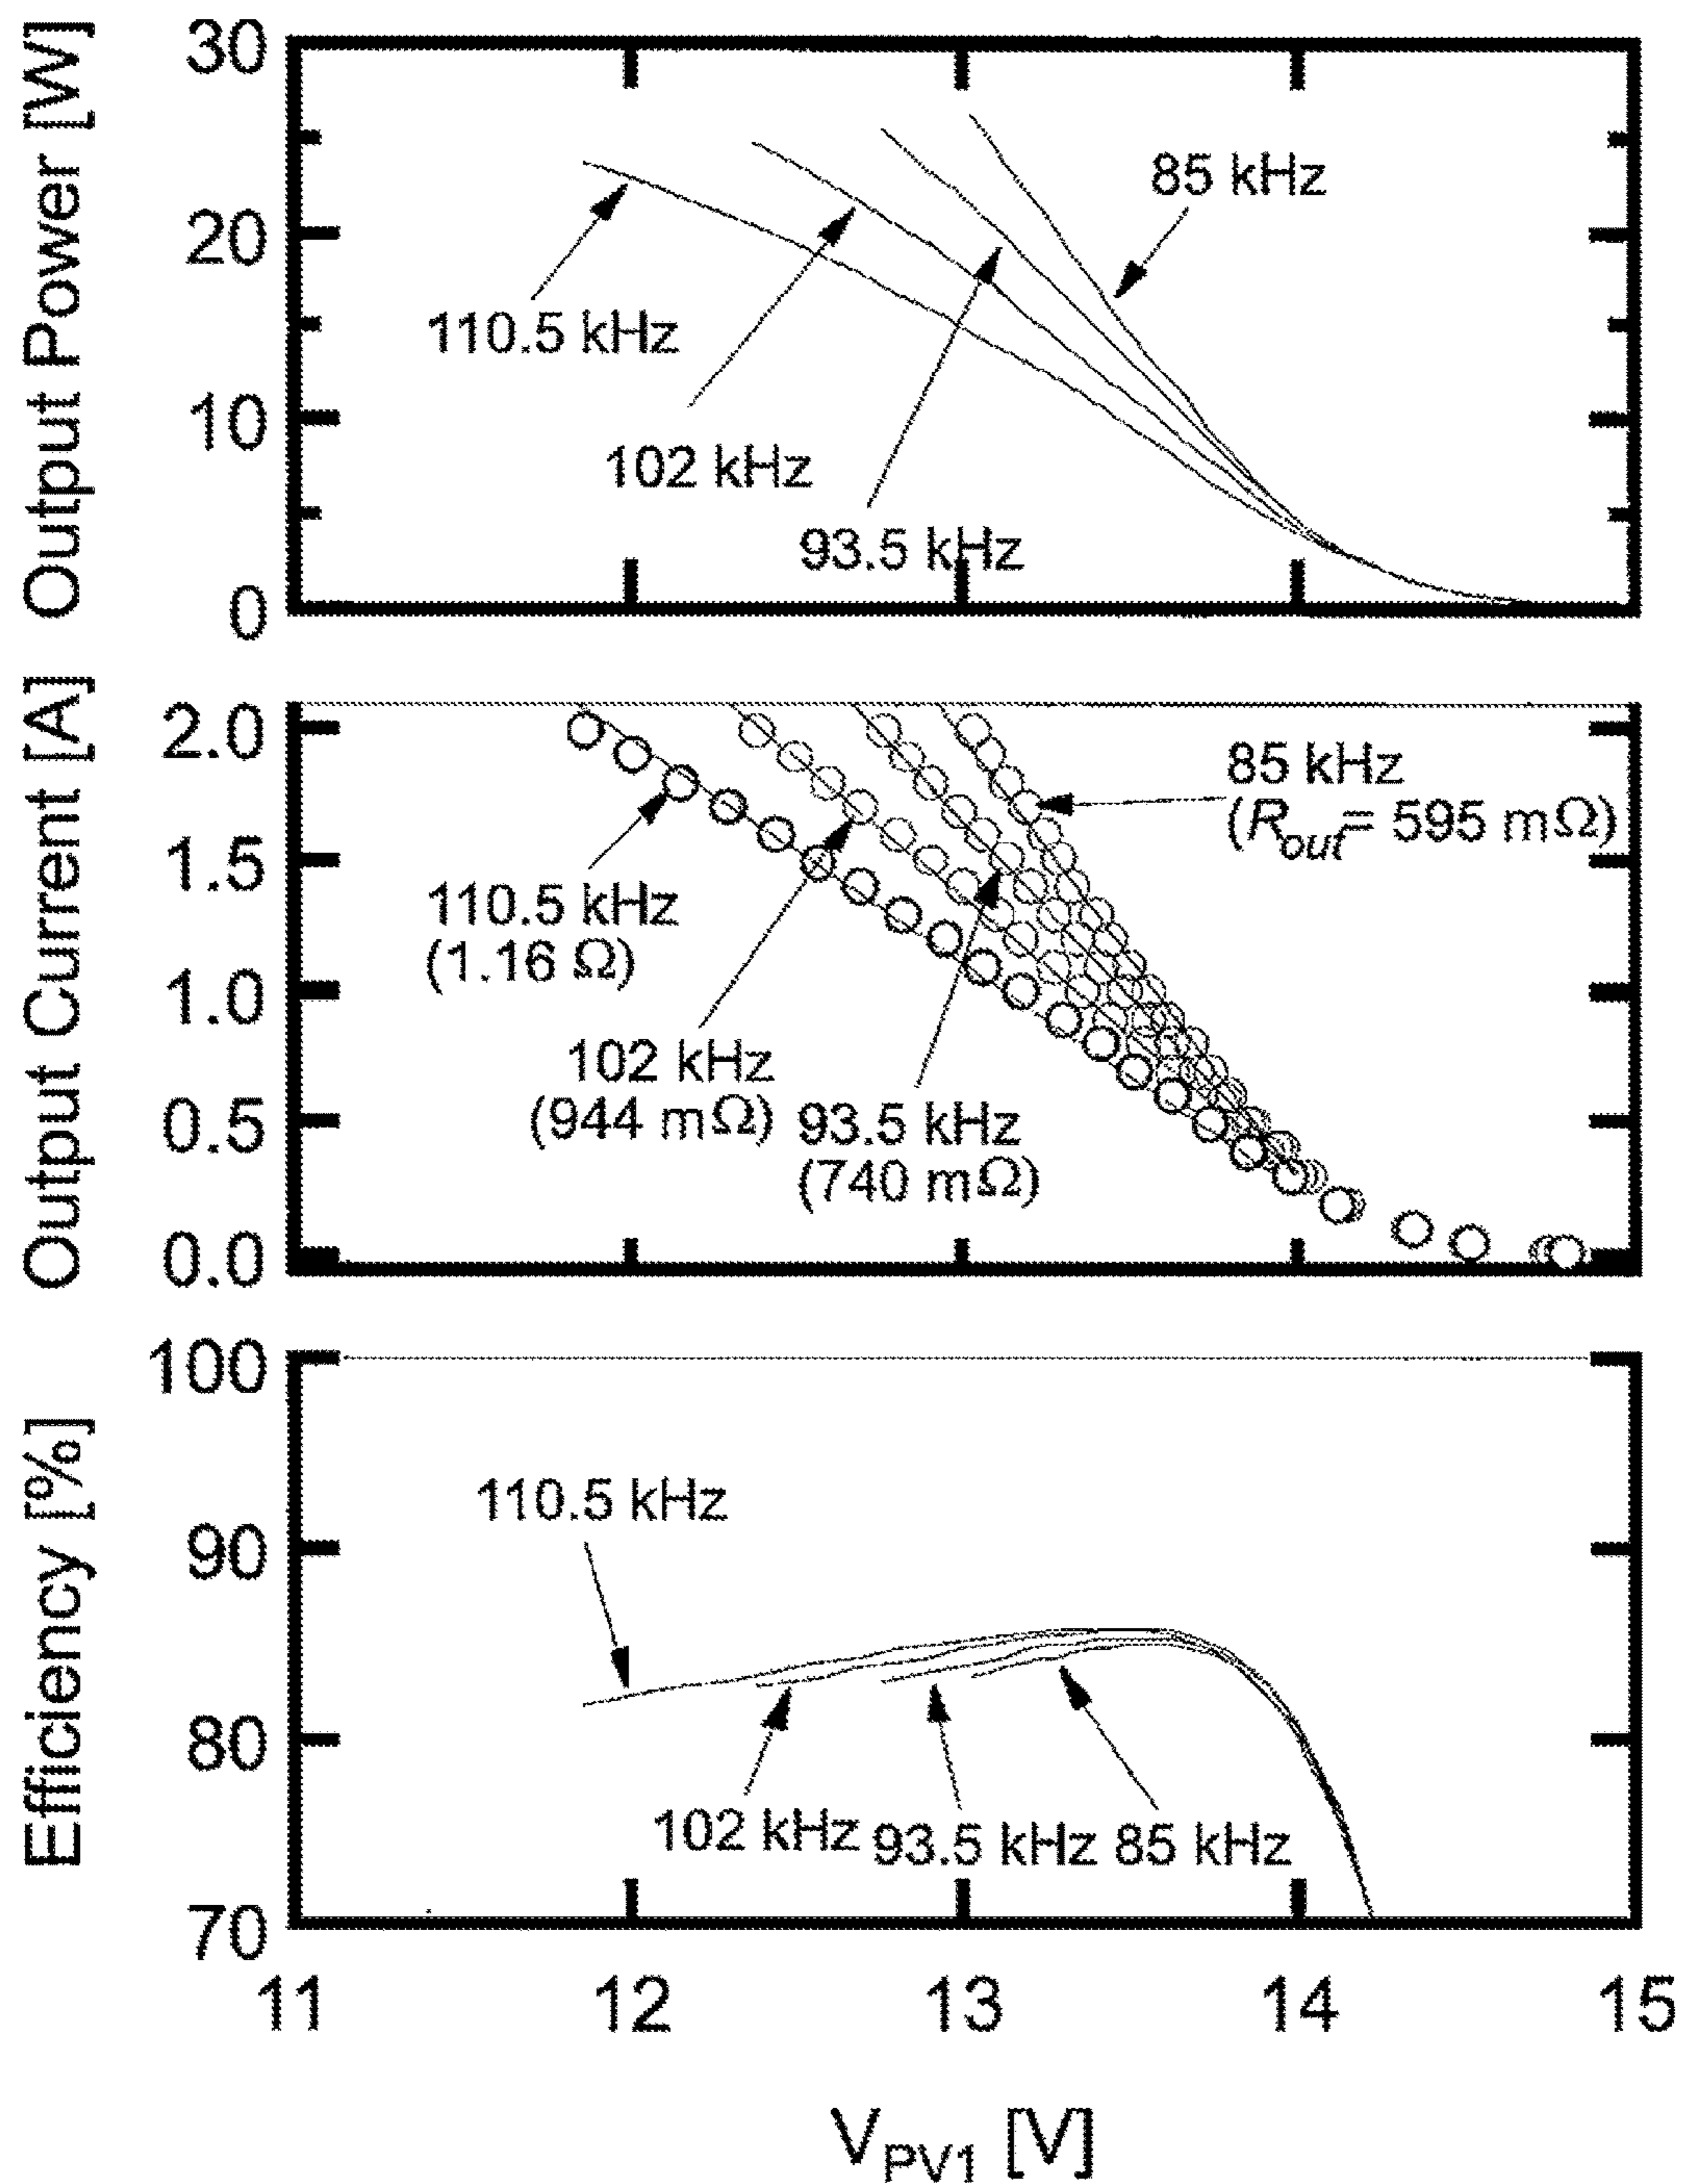 Output Power [W]
30
20
10
0
85 kHz
110.5 kHz
102 kHz
93.5 kHz
Output Current [A]
2.0
1.5
1.0
0.5
0.0
85 kHz
(Rout= 595 mΩ)
110.5 kHz
(1.16 Ω)
102 kHz
(944 mΩ)
93.5 kHz
(740 mΩ)
Efficiency [%]
100
90
80
70
110.5 kHz
102 kHz 93.5 kHz 85 kHz
11 12 13 14 15
VPV1 [V]